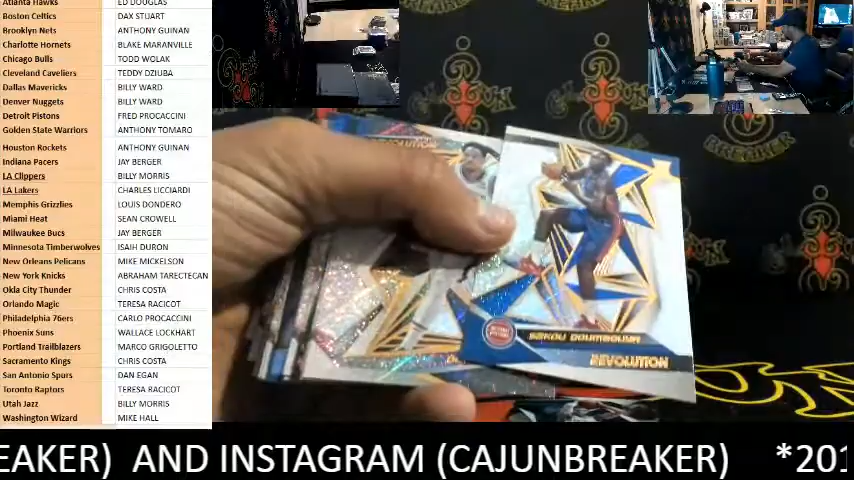 Atlanta Hawks ED DOUGLAS
Boston Celtics DAX STUART
Brooklyn Nets ANTHONY GUINAN
Charlotte Hornets BLAKE MARANVILLE
Chicago Bulls TODD WOLAK
Cleveland Caveliers TEDDY DZIUBA
Dallas Mavericks BILLY WARD
Denver Nuggets BILLY WARD
Detroit Pistons FRED PROCACCINI
Golden State Warriors ANTHONY TOMARO
Houston Rockets ANTHONY GUINAN
Indiana Pacers JAY BERGER
LA Clippers BILLY MORRIS
LA Lakers CHARLES LICCIARDI
Memphis Grizzlies LOUIS DONDERO
Miami Heat SEAN CROWELL
Milwaukee Bucs JAY BERGER
Minnesota Timberwolves ISAIH DURON
New Orleans Pelicans MIKE MICKELSON
New York Knicks ABRAHAM TARECTECAN
Okla City Thunder CHRIS COSTA
Orlando Magic TERESA RACICOT
Philadelphia 76ers CARLO PROCACCINI
Phoenix Suns WALLACE LOCKHART
Portland Trailblazers MARCO GRIGOLETTO
Sacramento Kings CHRIS COSTA
San Antonio Spurs DAN EGAN
Toronto Raptors TERESA RACICOT
Utah Jazz BILLY MORRIS
Washington Wizard MIKE HALL
SEKOU DOUMBOUYA
REVOLUTION
BREAKER
EAKER) AND INSTAGRAM (CAJUNBREAKER) *201